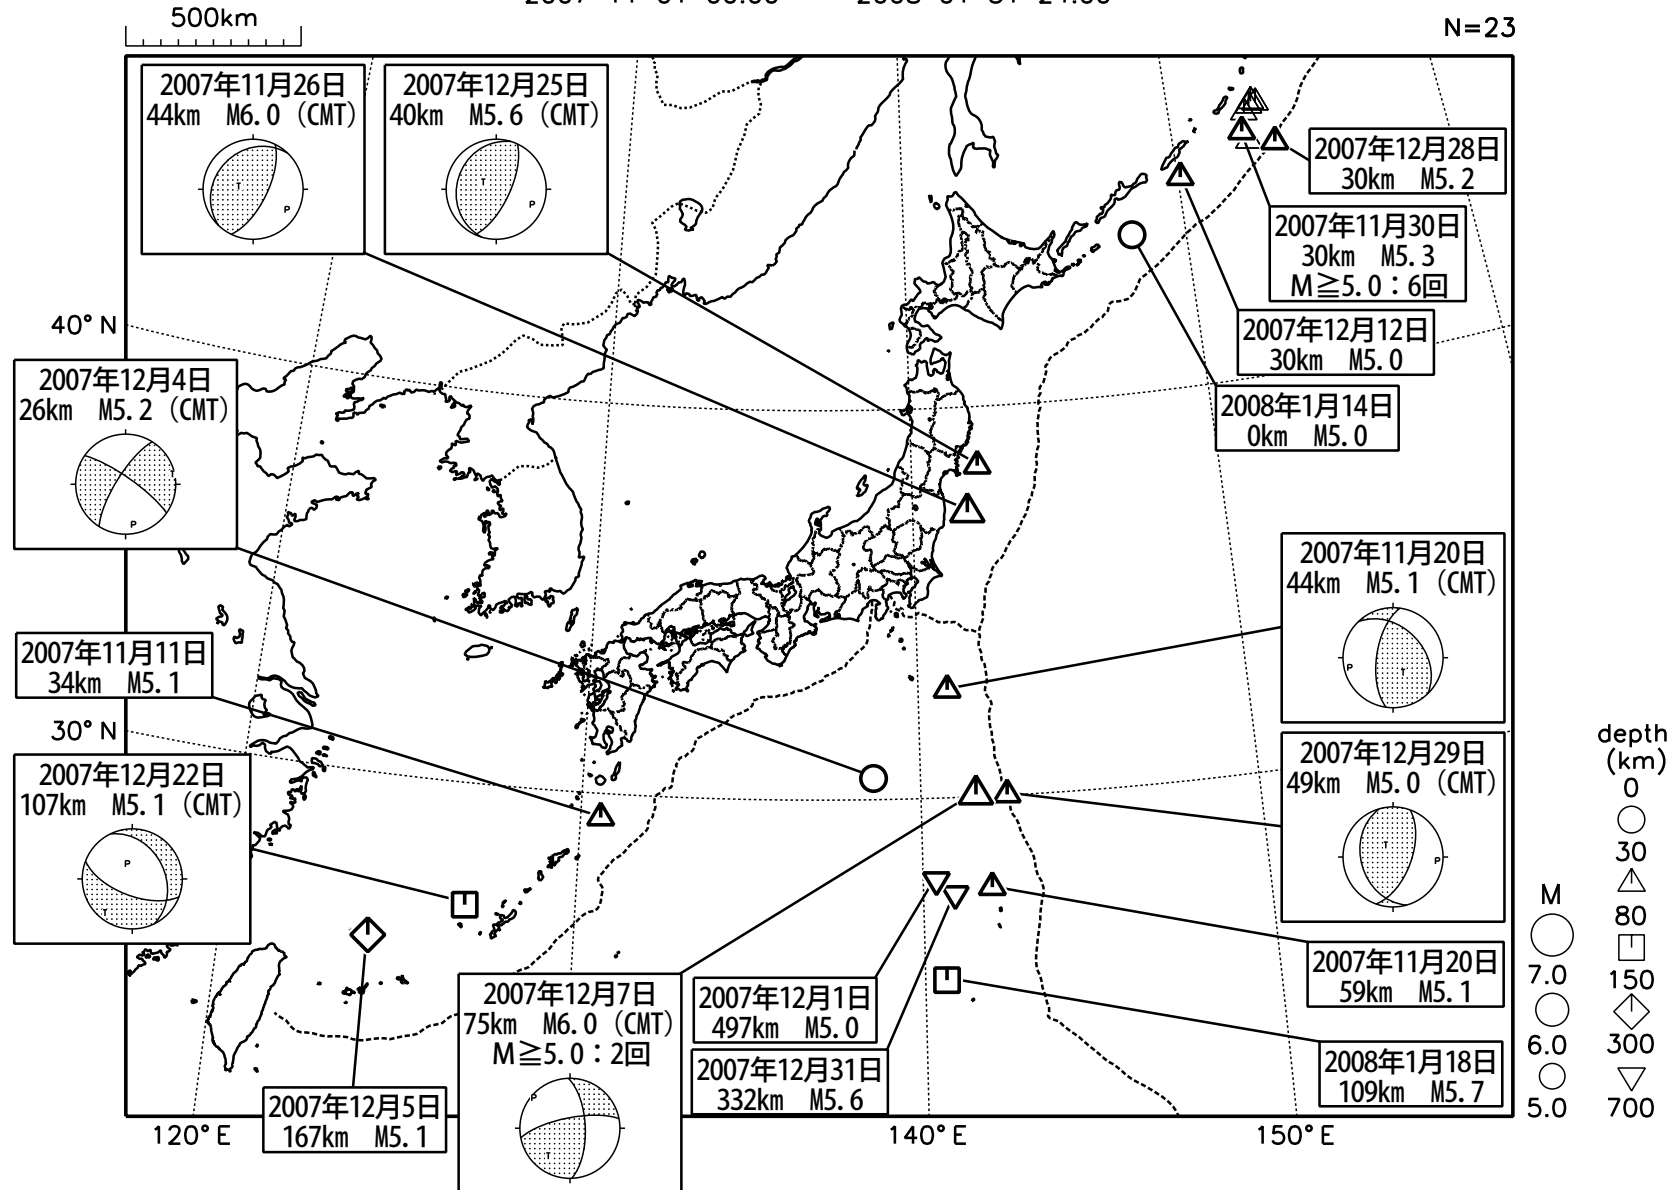 500km
N=23
2007年11月26日
44km M6.0 (CMT)
T
P
2007年12月25日
40km M5.6 (CMT)
T
P
2007年12月28日
30km M5.2
2007年11月30日
30km M5.3
M≧5.0:6回
2007年12月12日
30km M5.0
2008年1月14日
0km M5.0
40°N
2007年12月4日
26km M5.2 (CMT)
P
2007年11月20日
44km M5.1 (CMT)
P
T
2007年11月11日
34km M5.1
30°N
2007年12月22日
107km M5.1 (CMT)
P
T
2007年12月29日
49km M5.0 (CMT)
T
P
2007年11月20日
59km M5.1
2007年12月7日
75km M6.0 (CMT)
M≧5.0:2回
P
T
2007年12月1日
497km M5.0
2007年12月31日
332km M5.6
2008年1月18日
109km M5.7
2007年12月5日
167km M5.1
120°E
140°E
150°E
M
7.0
6.0
5.0
depth
(km)
0
30
80
150
300
700